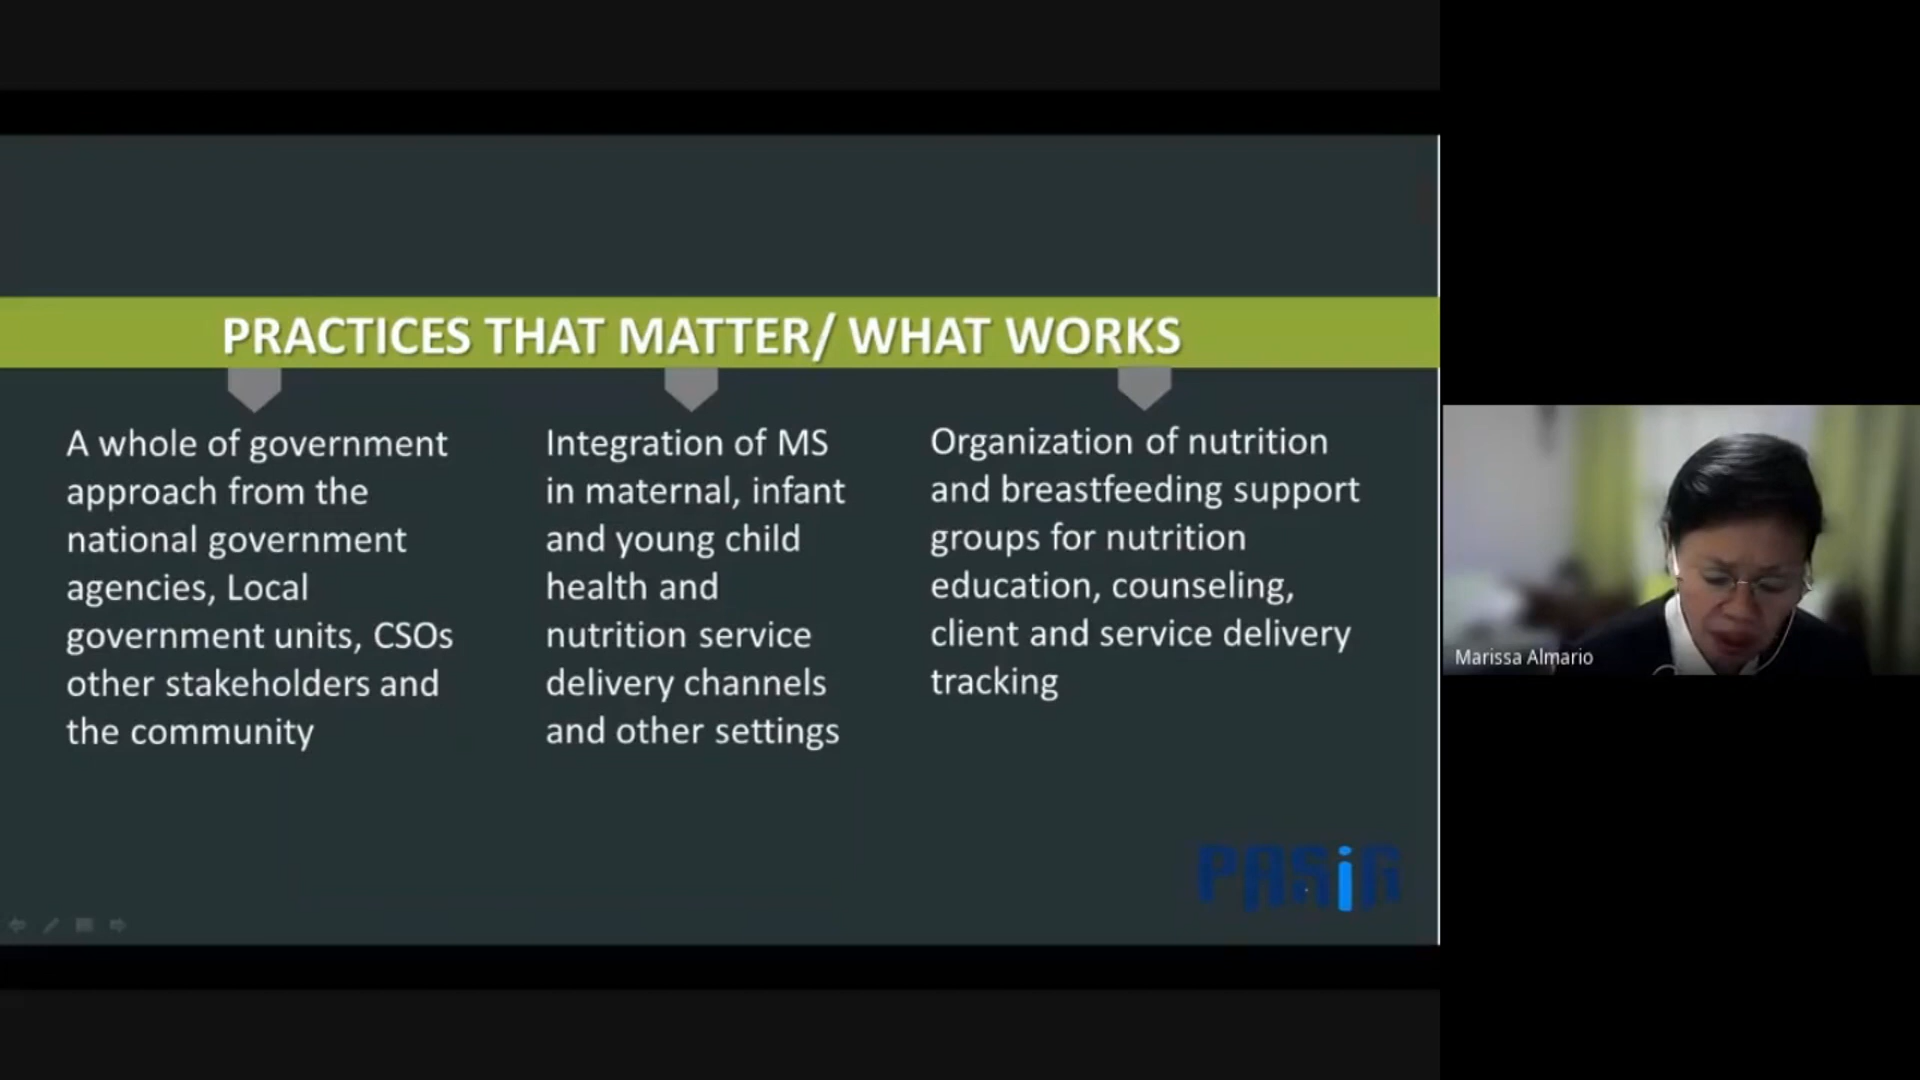 PRACTICES THAT MATTER/ WHAT WORKS
A whole of government
approach from the
national government
agencies, Local
government units, CSOs
other stakeholders and
the community
Integration of MS
in maternal, infant
and young child
health and
nutrition service
delivery channels
and other settings
Organization of nutrition
and breastfeeding support
groups for nutrition
education, counseling,
client and service delivery
tracking
PASiG
Marissa Almario